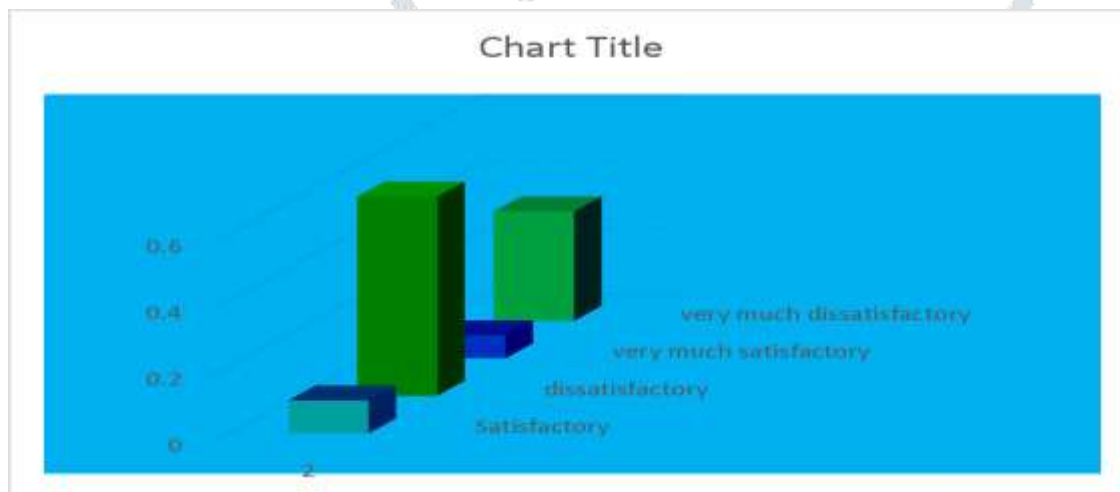 Chart Title
0.6
0.4
0.2
0
very much dissatisfactory
very much satisfactory
dissatisfactory
Satisfactory
2